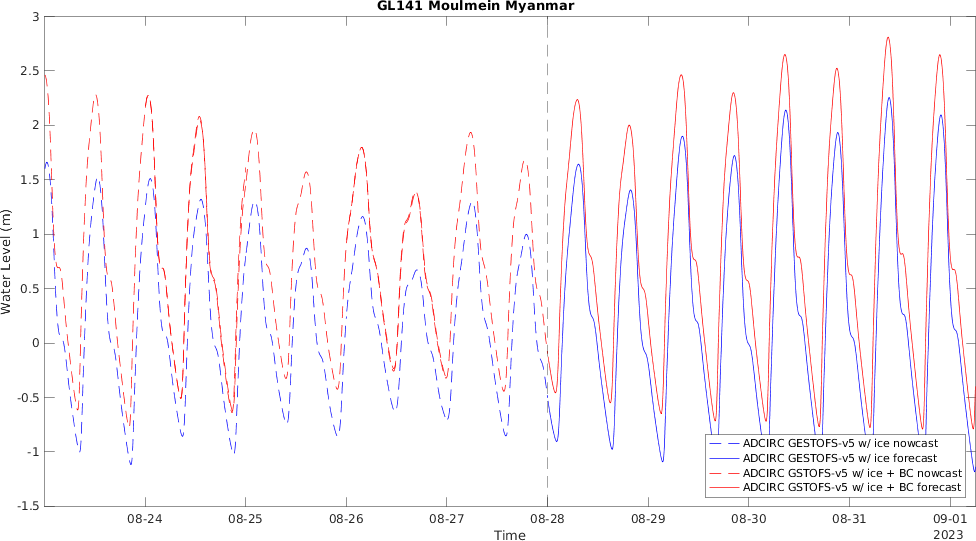 GL141 Moulmein Myanmar
3
2.5
2
1.5
1
0.5
0
-0.5
-1
-1.5
Water Level (m)
08-24 08-25 08-26 08-27 08-28 08-29 08-30 08-31 09-01
2023
Time
ADCIRC GESTOFS-v5 w/ ice nowcast
ADCIRC GESTOFS-v5 w/ ice forecast
ADCIRC GSTOFS-v5 w/ ice + BC nowcast
ADCIRC GSTOFS-v5 w/ ice + BC forecast